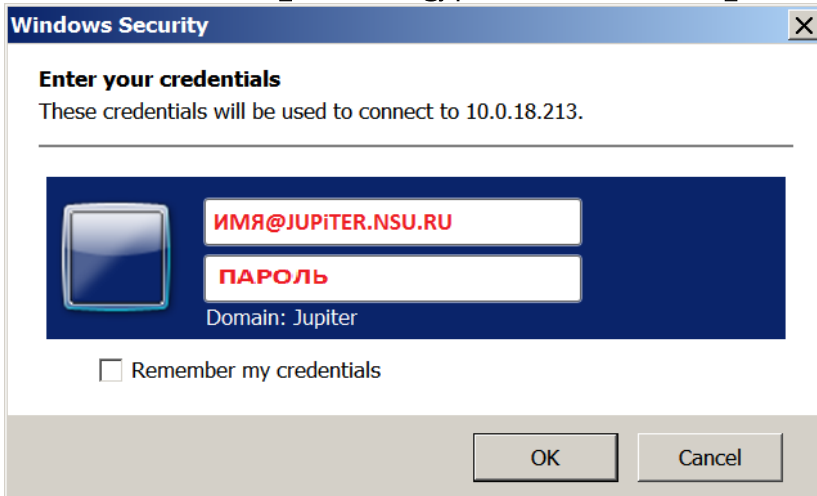 Windows Security
Enter your credentials
These credentials will be used to connect to 10.0.18.213.
ИМЯ@JUPiTER.NSU.RU
ПАРОЛЬ
Domain: Jupiter
Remember my credentials
OK
Cancel